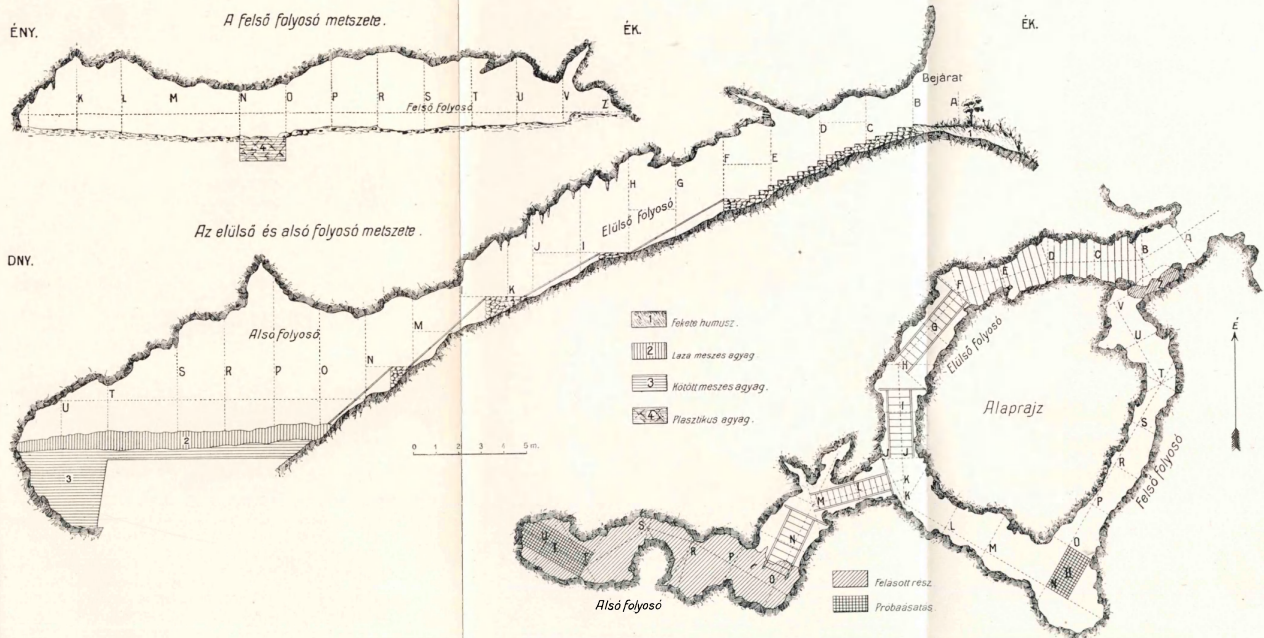 A felső folyosó metszete.
ÉNY.
ÉK.
ÉK.
K L M N O P R S T U V Z
Felső folyosó
4
Bejárat
F E D C B A
1
H G
Elülső folyosó
J I
K
Az elülső és alsó folyosó metszete.
DNY.
Alsó folyosó
U T S R P O N M
2
3
0 1 2 3 4 5 m.
1 Fekete humusz.
2 Laza meszes agyag
3 Kötött meszes agyag.
4 Plasztikus agyag.
Alaprajz
É
F E D C B
G
Elülső folyosó
H
I
J
K
K
L
M
V
U
T
S
R
P
O
N
II
Felső folyosó
M
N
O
P
R
S
T
U
I
Alsó folyosó
Felásott rész
Próbaásatás